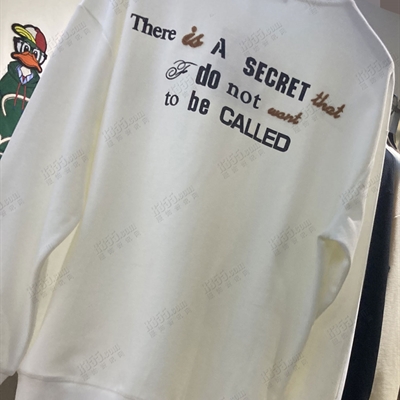 There is A SECRET that
I do not want
to be CALLED